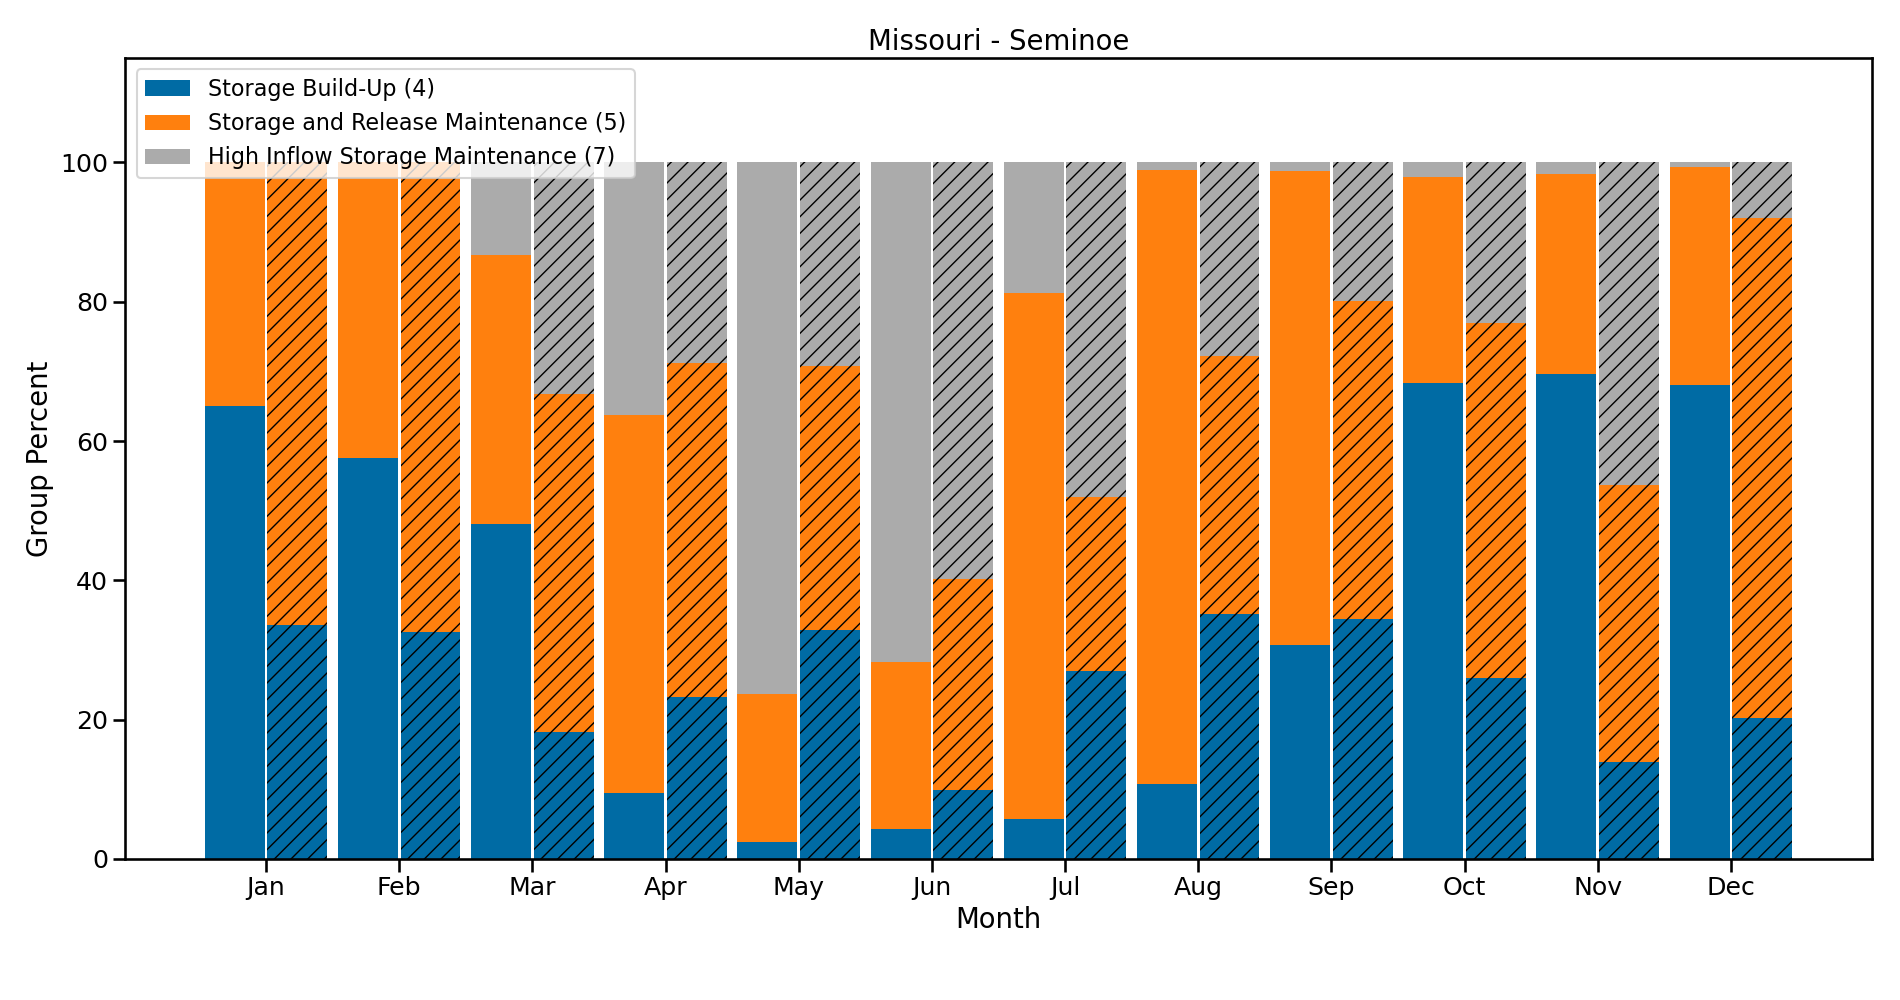 Missouri - Seminoe
Storage Build-Up (4)
Storage and Release Maintenance (5)
High Inflow Storage Maintenance (7)
100
80
60
40
20
0
Group Percent
Jan Feb Mar Apr May Jun Jul Aug Sep Oct Nov Dec
Month